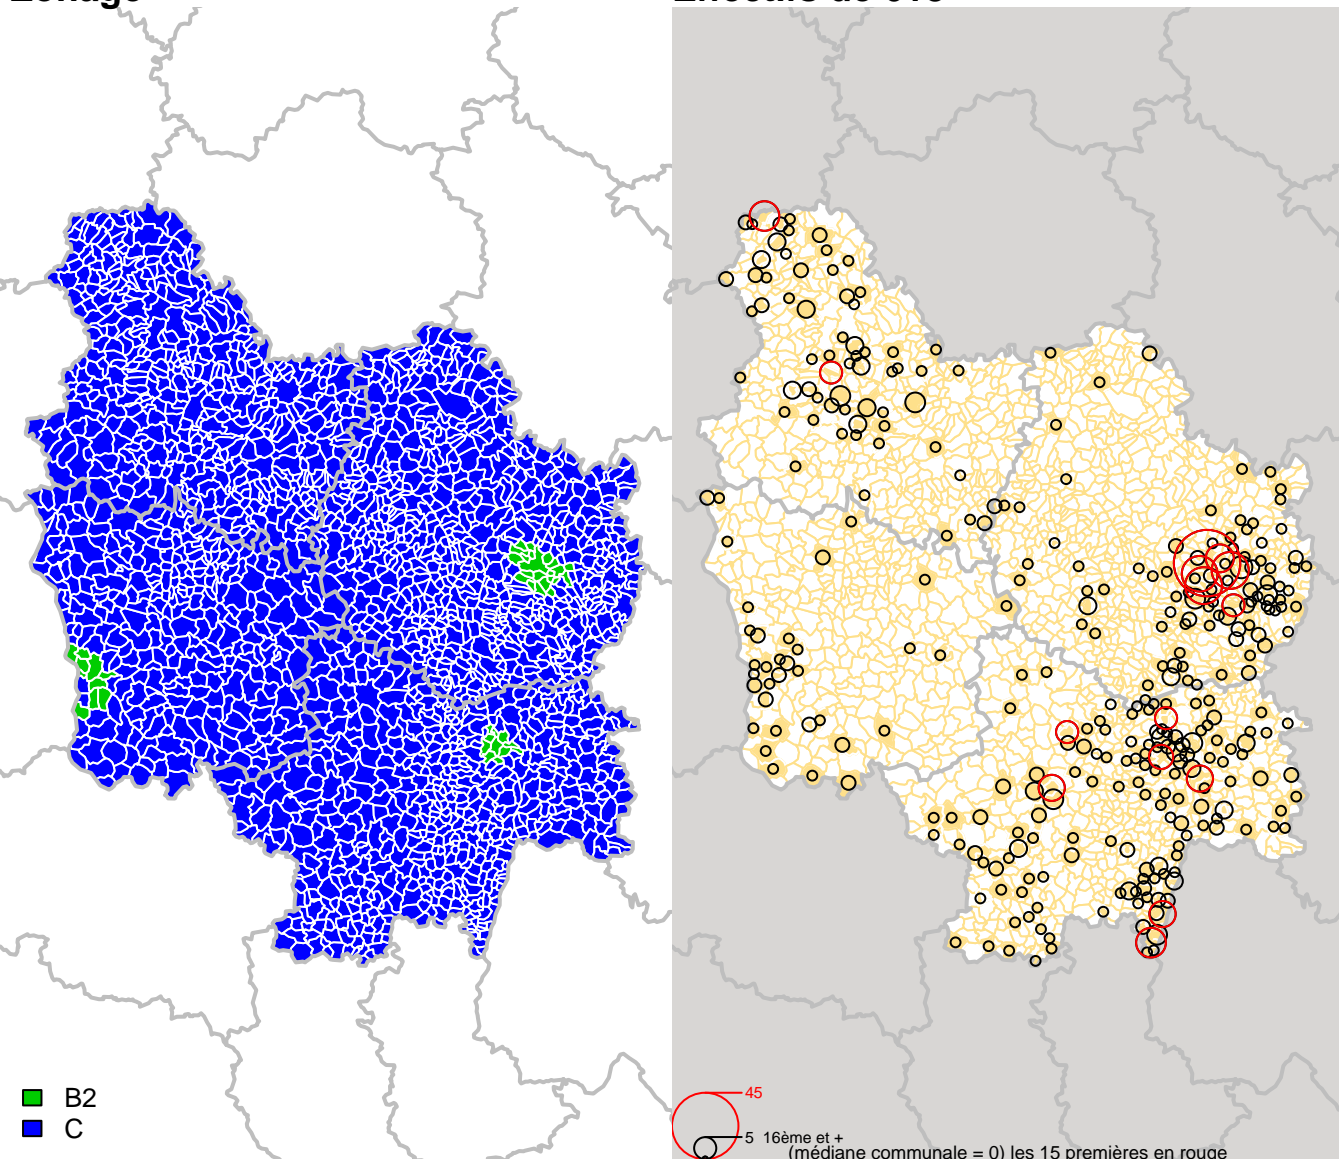 B2
C
45
5 16ème et +
(médiane communale = 0) les 15 premières en rouge